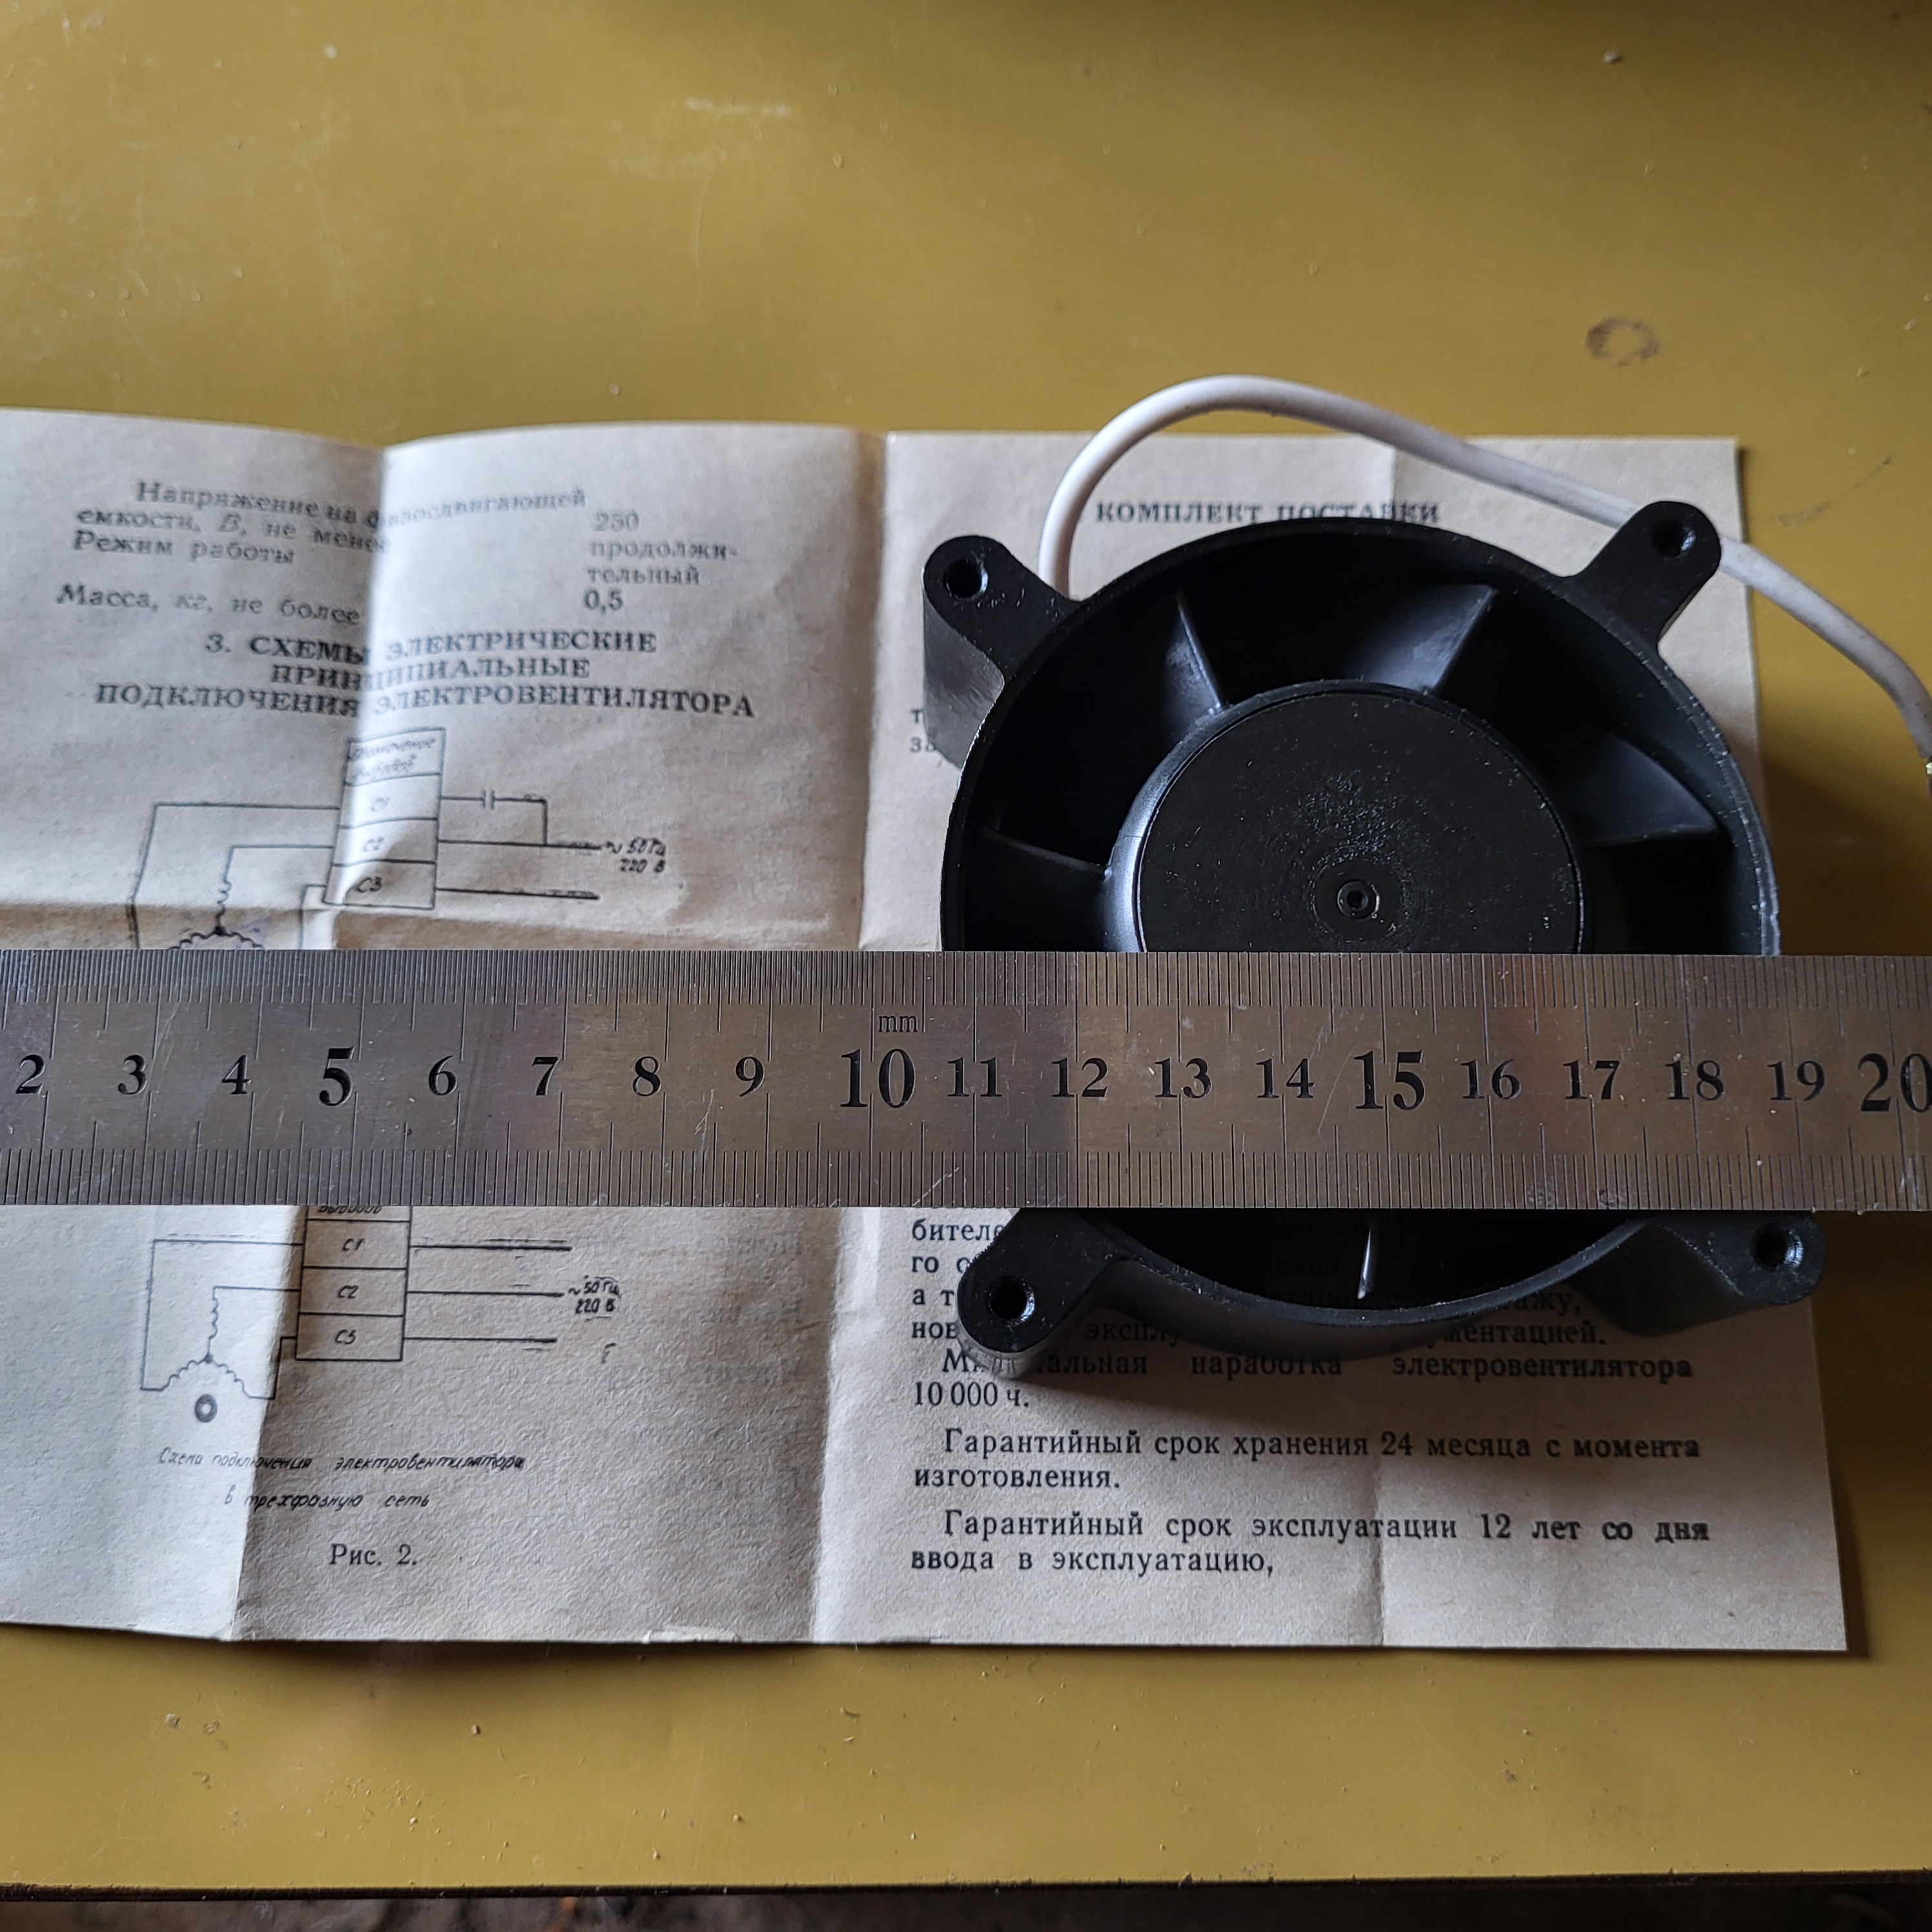 Напряжение на фазосдвигающей
емкости, В, не менее 250
Режим работы продолжи-
тельный
Масса, кг, не более 0,5
3. СХЕМЫ ЭЛЕКТРИЧЕСКИЕ
ПРИНЦИПИАЛЬНЫЕ
ПОДКЛЮЧЕНИЯ ЭЛЕКТРОВЕНТИЛЯТОРА
С1
С2
С3
~ 50 Гц
220 В
КОМПЛЕКТ ПОСТАВКИ
mm
2 3 4 5 6 7 8 9 10 11 12 13 14 15 16 17 18 19 20
С1
С2
С3
~ 50 Гц
220 В
Схема подключения электровентилятора
в трехфазную сеть
Рис. 2.
бителе
го
а т
нов
альная наработка электровентилятора
10 000 ч.
Гарантийный срок хранения 24 месяца с момента
изготовления.
Гарантийный срок эксплуатации 12 лет со дня
ввода в эксплуатацию,